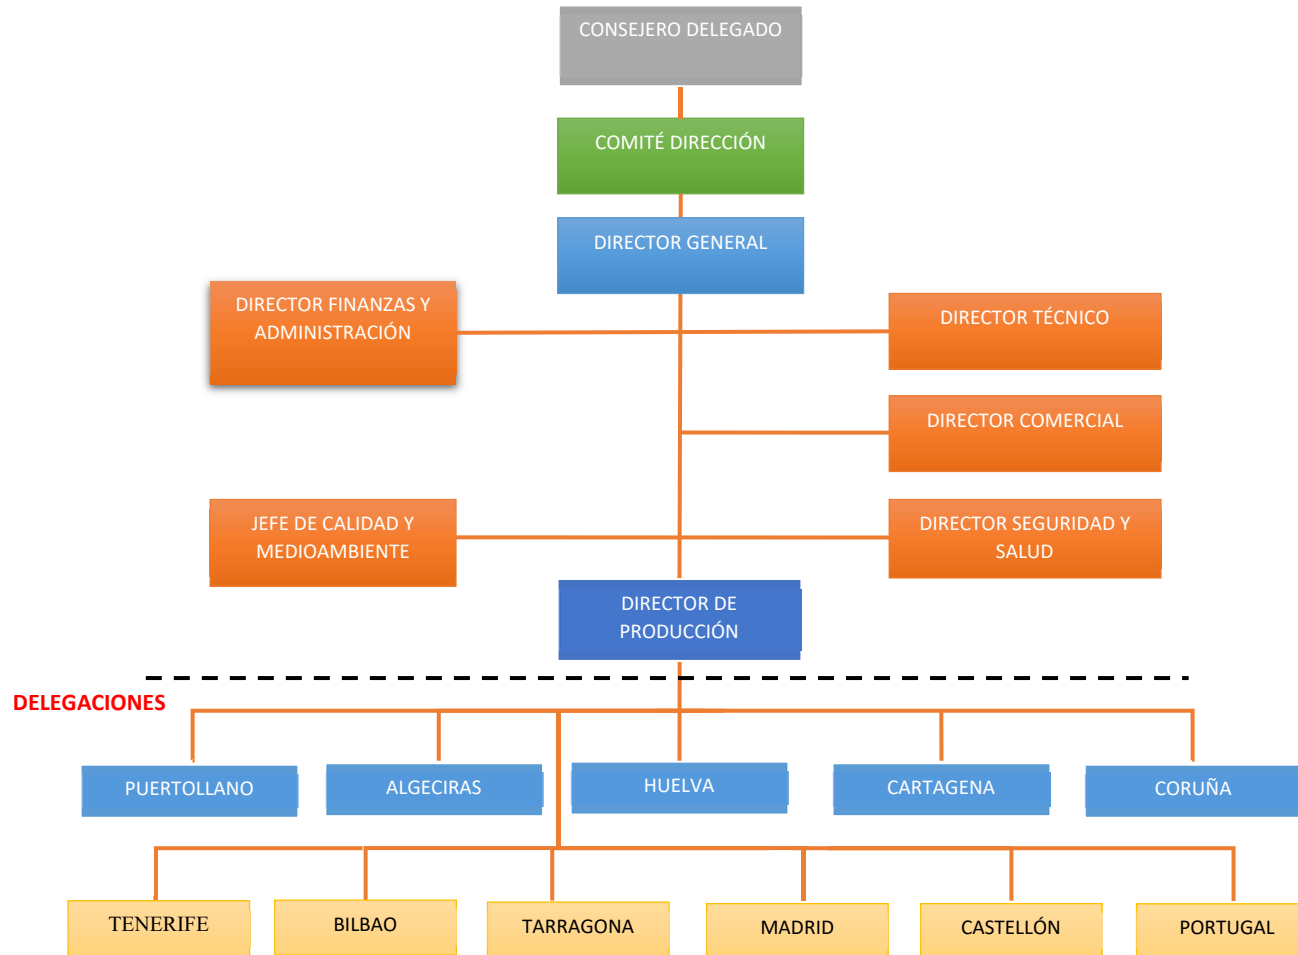 CONSEJERO DELEGADO
COMITÉ DIRECCIÓN
DIRECTOR GENERAL
DIRECTOR FINANZAS Y
ADMINISTRACIÓN
DIRECTOR TÉCNICO
DIRECTOR COMERCIAL
JEFE DE CALIDAD Y
MEDIOAMBIENTE
DIRECTOR SEGURIDAD Y
SALUD
DIRECTOR DE
PRODUCCIÓN
DELEGACIONES
PUERTOLLANO
ALGECIRAS
HUELVA
CARTAGENA
CORUÑA
TENERIFE
BILBAO
TARRAGONA
MADRID
CASTELLÓN
PORTUGAL